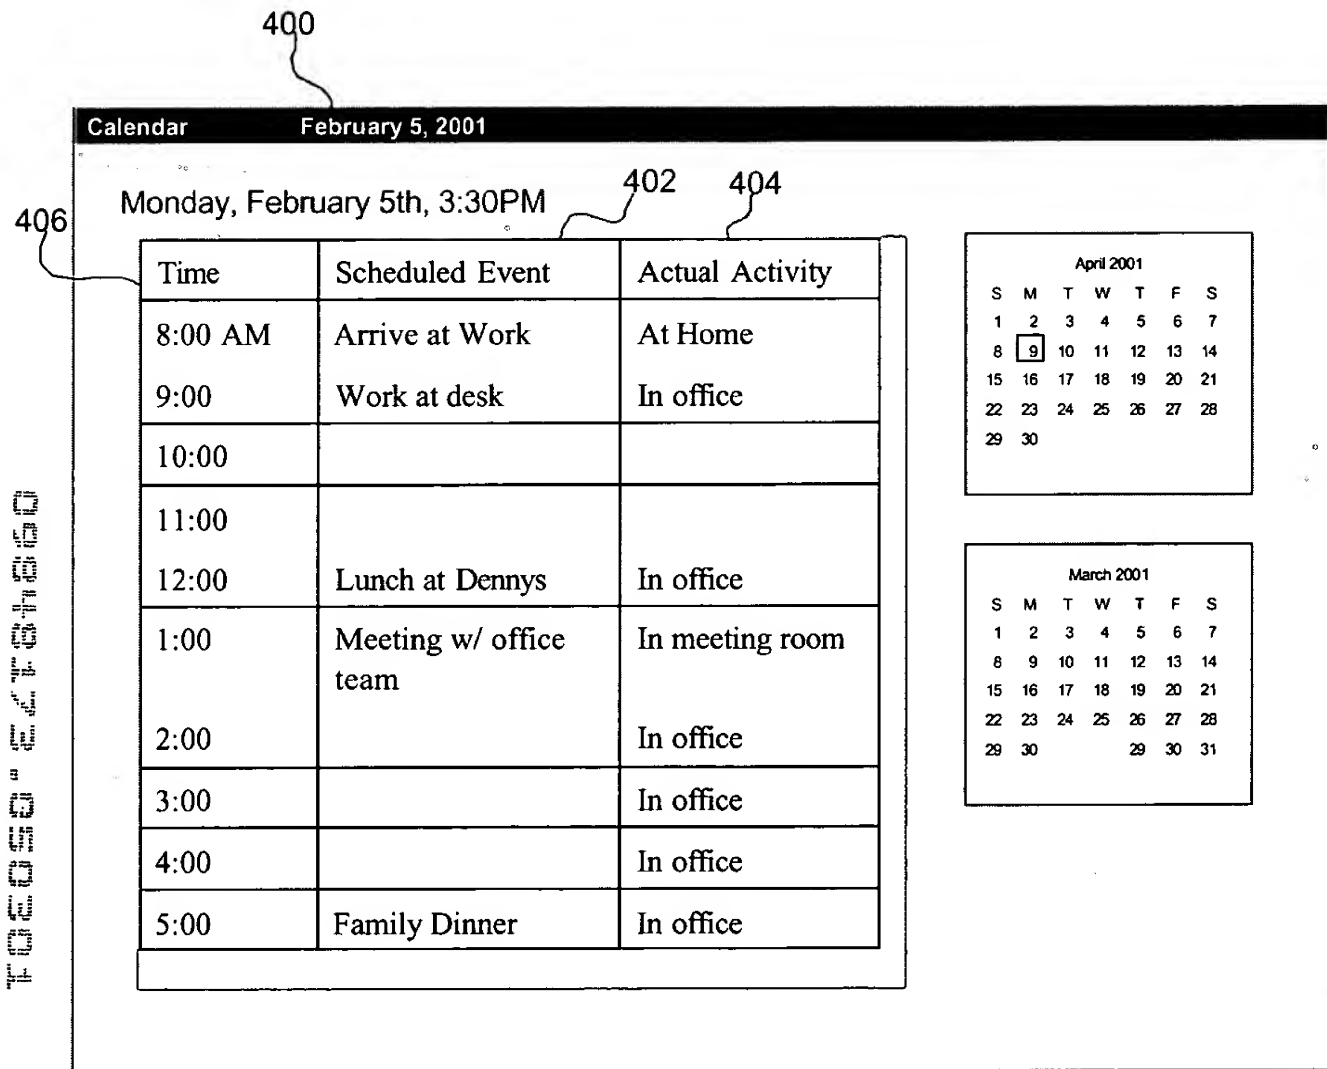 400
Calendar February 5, 2001
Monday, February 5th, 3:30PM
402 404
406
Time Scheduled Event Actual Activity
8:00 AM Arrive at Work At Home
9:00 Work at desk In office
10:00
11:00
12:00 Lunch at Dennys In office
1:00 Meeting w/ office In meeting room
team
2:00 In office
3:00 In office
4:00 In office
5:00 Family Dinner In office
April 2001
S M T W T F S
1 2 3 4 5 6 7
8 9 10 11 12 13 14
15 16 17 18 19 20 21
22 23 24 25 26 27 28
29 30
March 2001
S M T W T F S
1 2 3 4 5 6 7
8 9 10 11 12 13 14
15 16 17 18 19 20 21
22 23 24 25 26 27 28
29 30 29 30 31